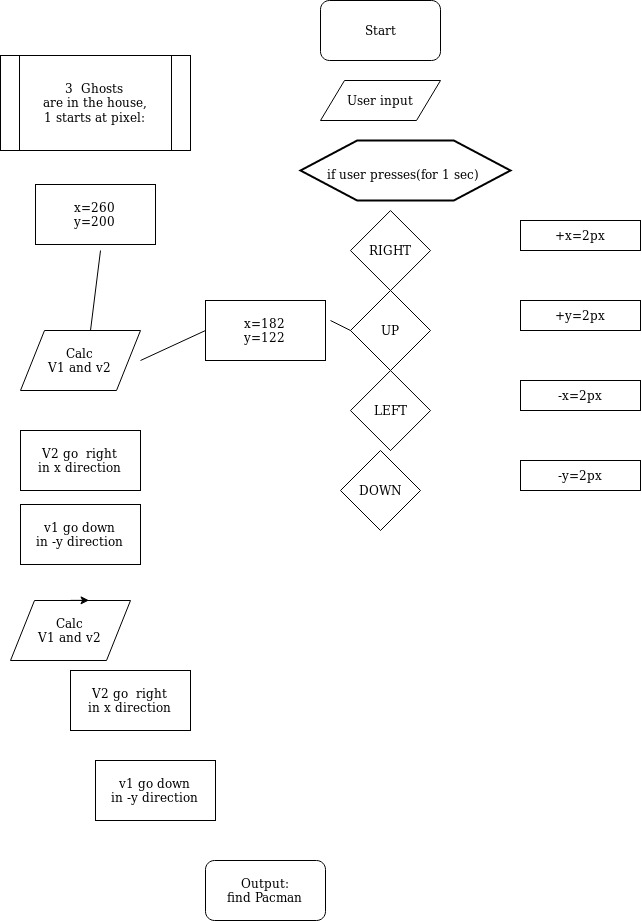 Start
3 Ghosts
are in the house,
1 starts at pixel:
User input
if user presses(for 1 sec)
x=260
y=200
RIGHT
+x=2px
x=182
y=122
UP
+y=2px
Calc
V1 and v2
LEFT
-x=2px
V2 go right
in x direction
DOWN
-y=2px
v1 go down
in -y direction
Calc
V1 and v2
V2 go right
in x direction
v1 go down
in -y direction
Output:
find Pacman